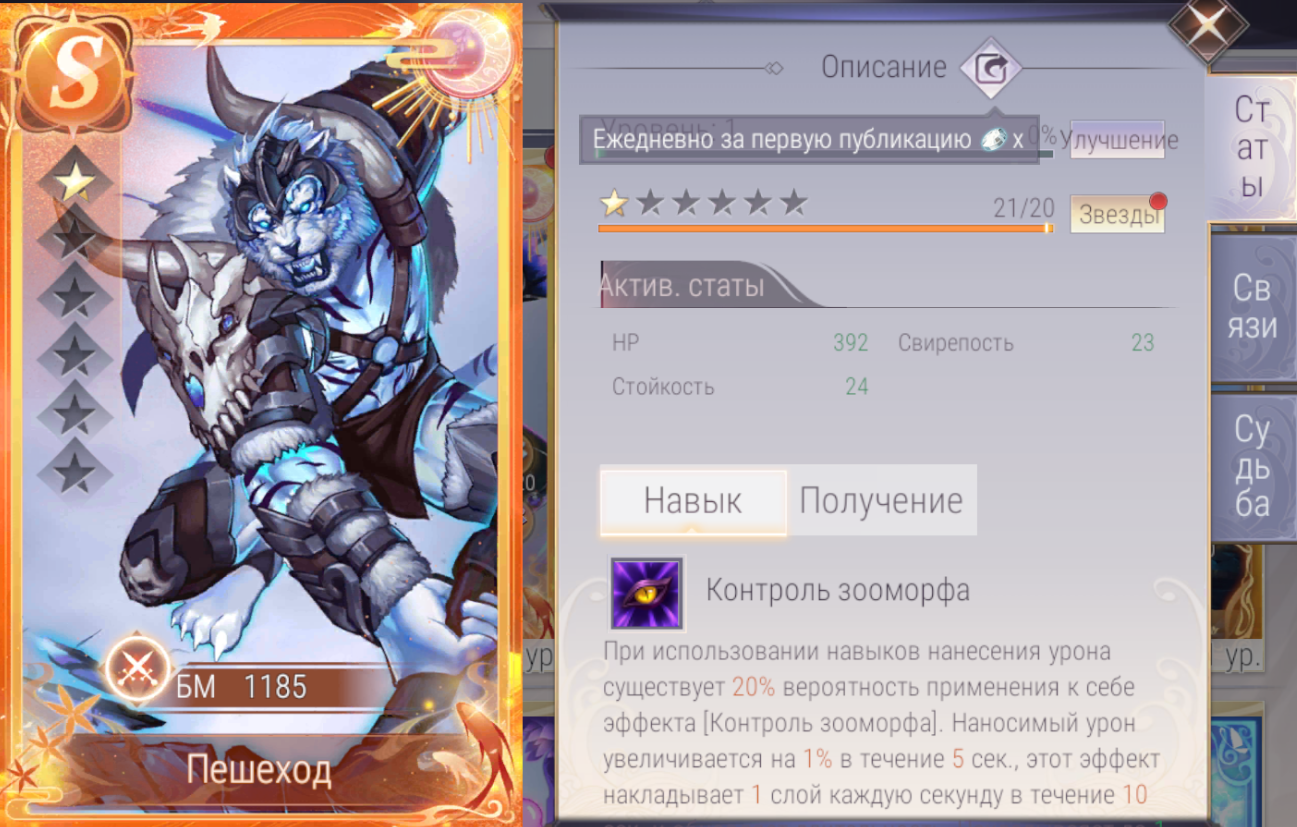 S
БМ 1185
Пешеход
Описание
Уровень: 1
0%
Улучшение
Ежедневно за первую публикацию x
21/20
Звезды
Актив. статы
HP 392 Свирепость 23
Стойкость 24
Навык Получение
Контроль зооморфа
При использовании навыков нанесения урона
существует 20% вероятность применения к себе
эффекта [Контроль зооморфа]. Наносимый урон
увеличивается на 1% в течение 5 сек., этот эффект
накладывает 1 слой каждую секунду в течение 10
Ст
ат
ы
Св
язи
Су
дь
ба
ур
ур.